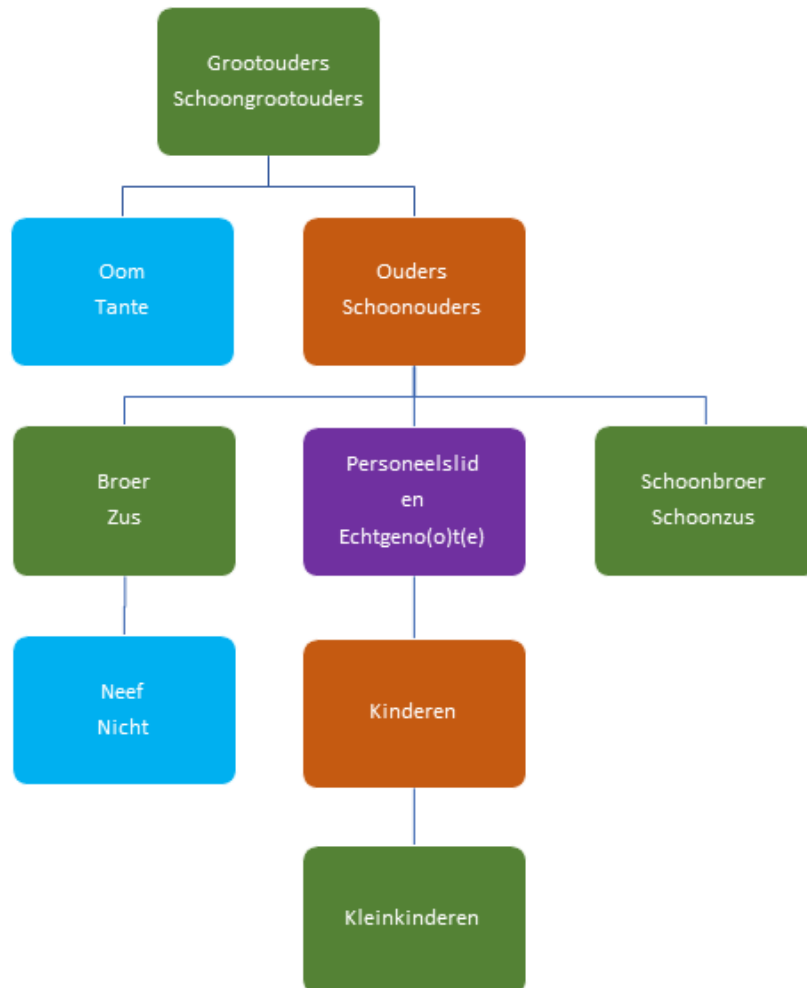 Grootouders
Schoongrootouders
Oom
Tante
Ouders
Schoonouders
Broer
Zus
Personeelslid
en
Echtgeno(o)t(e)
Schoonbroer
Schoonzus
Neef
Nicht
Kinderen
Kleinkinderen